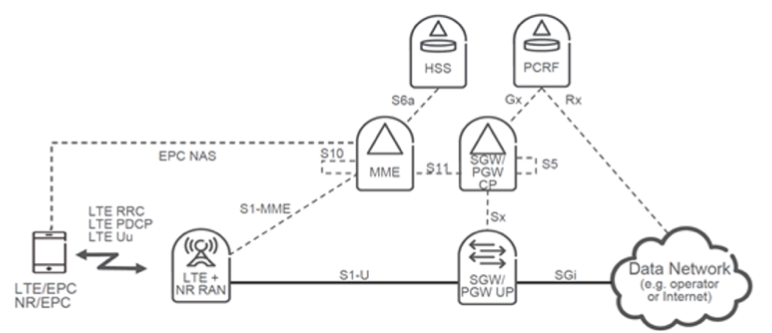 HSS
PCRF
S6a
Gx
Rx
EPC NAS
S10
MME
S11
SGW/
PGW
CP
S5
S1-MME
Sx
LTE RRC
LTE PDCP
LTE Uu
LTE/EPC
NR/EPC
LTE +
NR RAN
S1-U
SGW/
PGW UP
SGi
Data Network
(e.g. operator
or Internet)